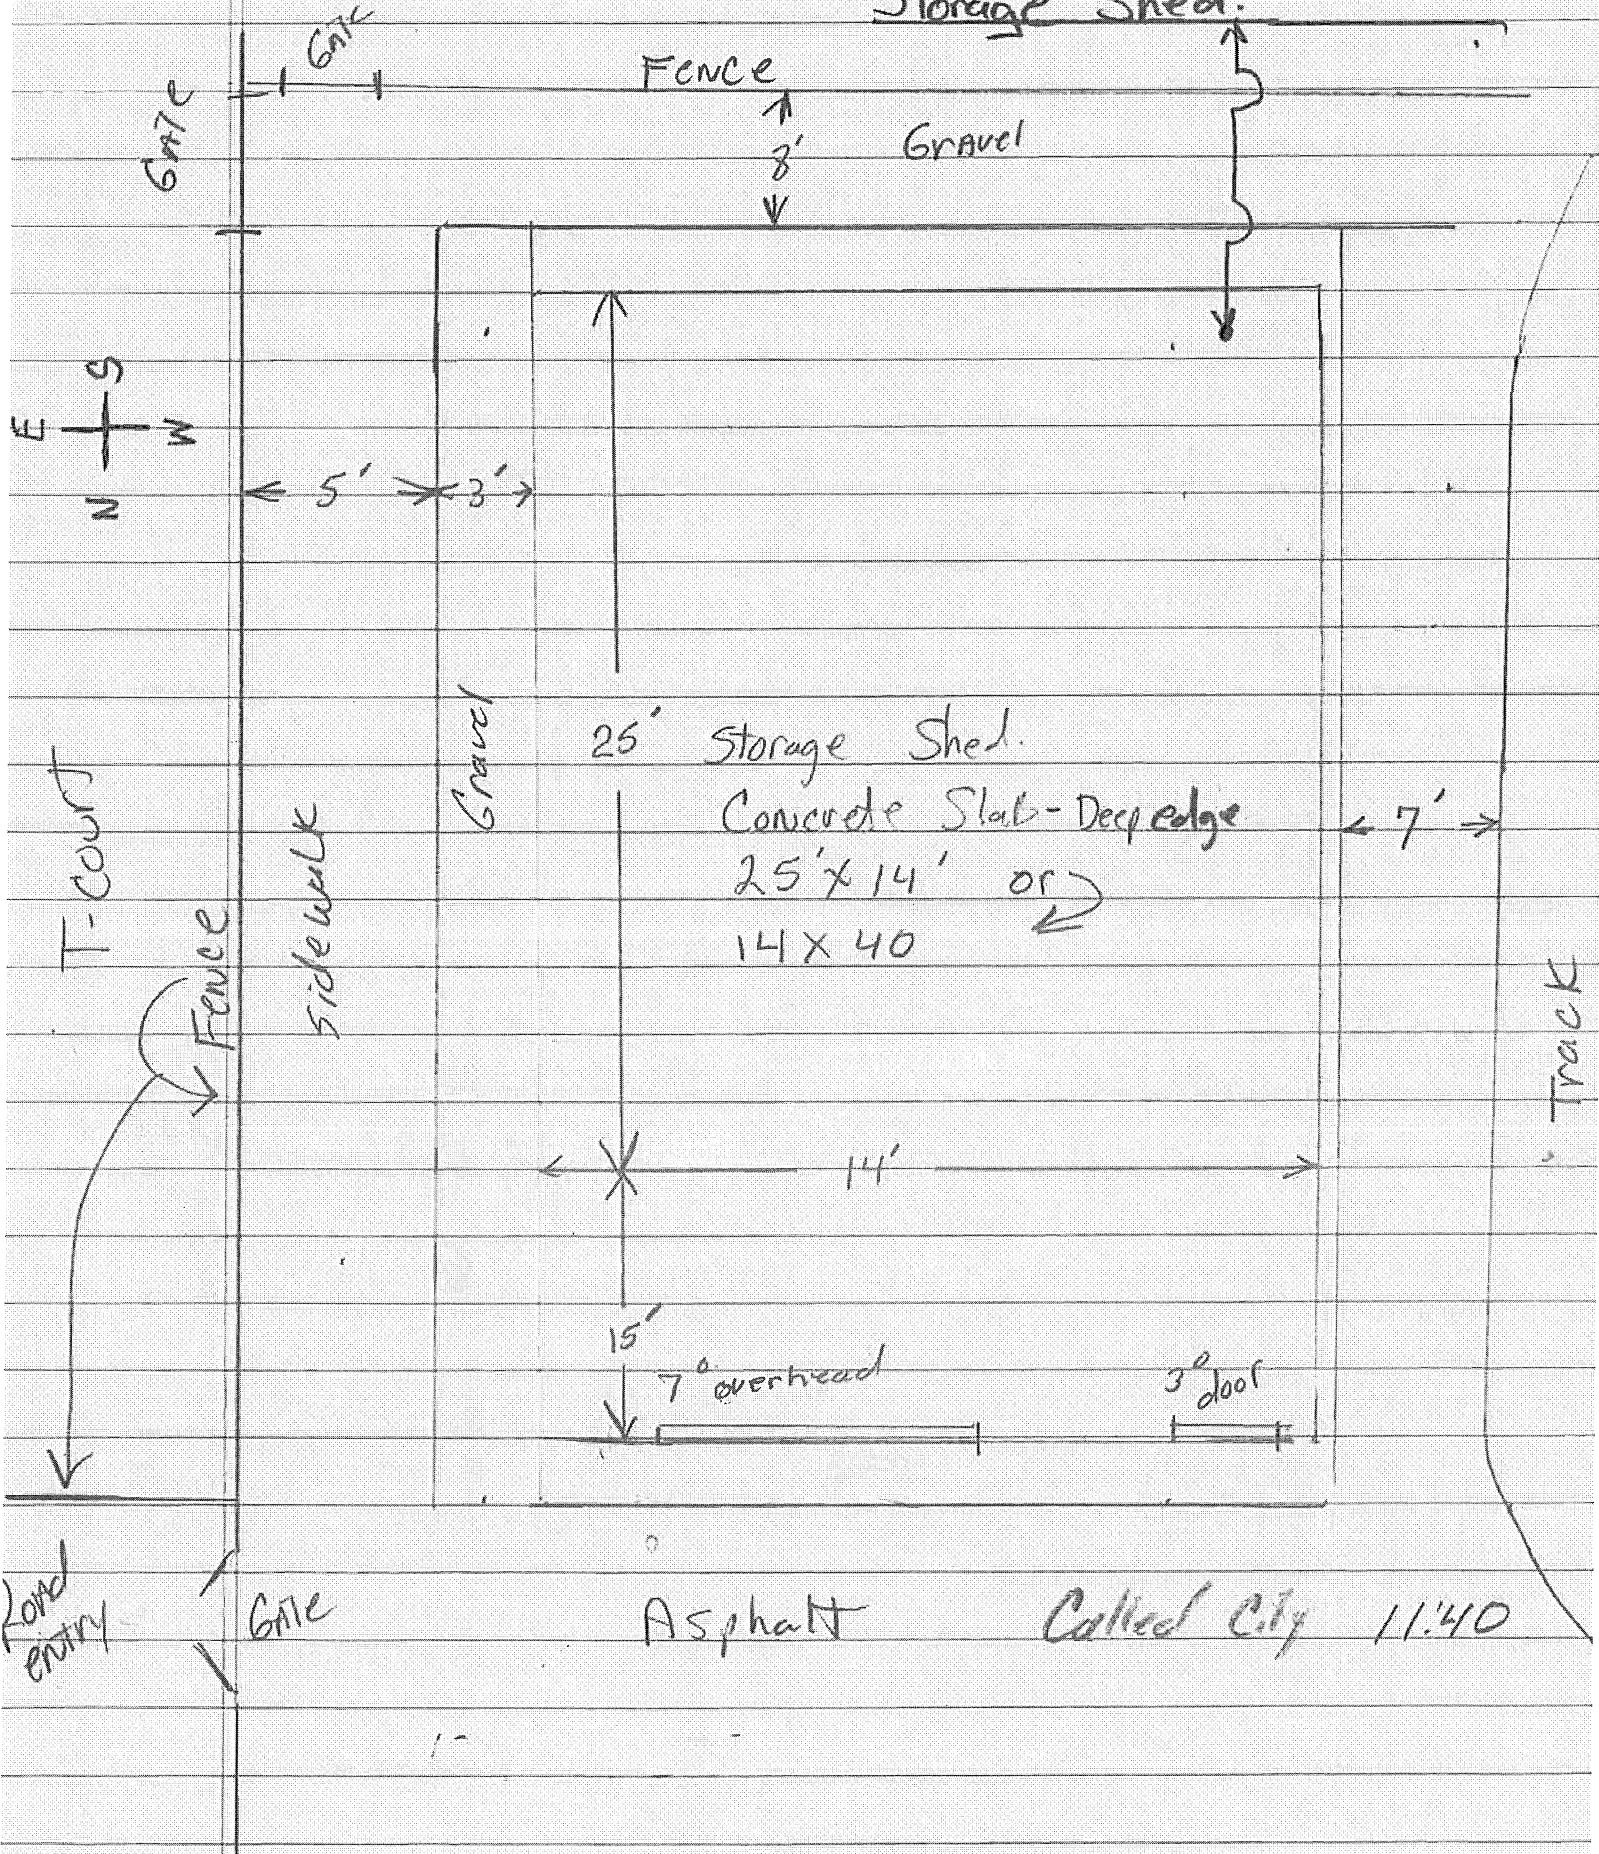 Storage Shed.
GATE
Fence
GATE
8'
Gravel
S
E W
N
5' 3'
Gravel
25' Storage Shed.
Concrete Slab - Deep edge
7'
25' X 14' or
14 X 40
T-Court
Fence
Sidewalk
Track
14'
15'
7° overhead
3° door
Road
entry
GATE
Asphalt
Called City 11:40